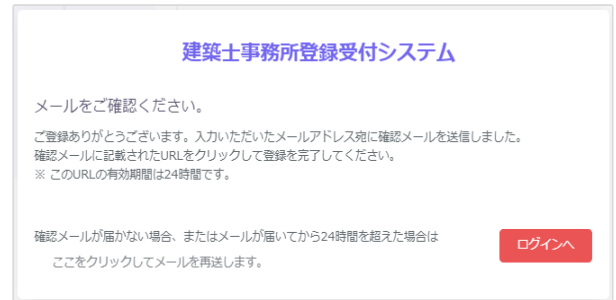 建築士事務所登録受付システム
メールをご確認ください。
ご登録ありがとうございます。入力いただいたメールアドレス宛に確認メールを送信しました。
確認メールに記載されたURLをクリックして登録を完了してください。
※ このURLの有効期間は24時間です。
確認メールが届かない場合、またはメールが届いてから24時間を超えた場合は
ログインへ
ここをクリックしてメールを再送します。